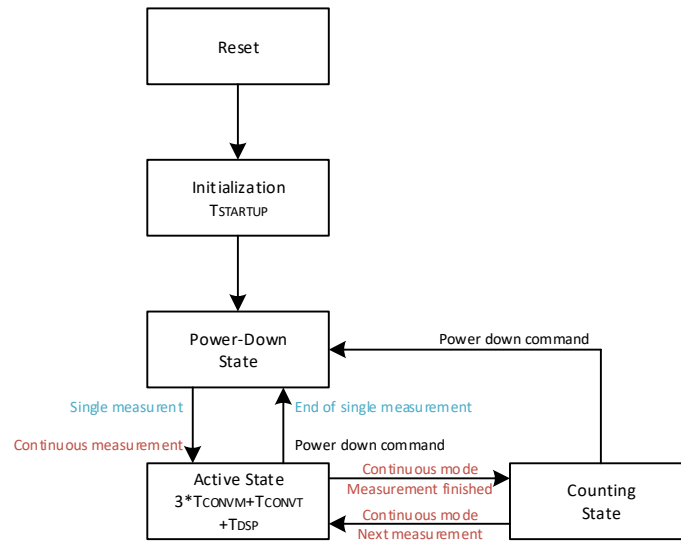 Reset
Initialization
TSTARTUP
Power-Down
State
Power down command
Single measurent
End of single measurement
Continuous measurement
Power down command
Active State
3*TCONVM+TCONVT
+TDSP
Continuous mode
Measurement finished
Continuous mode
Next measurement
Counting
State